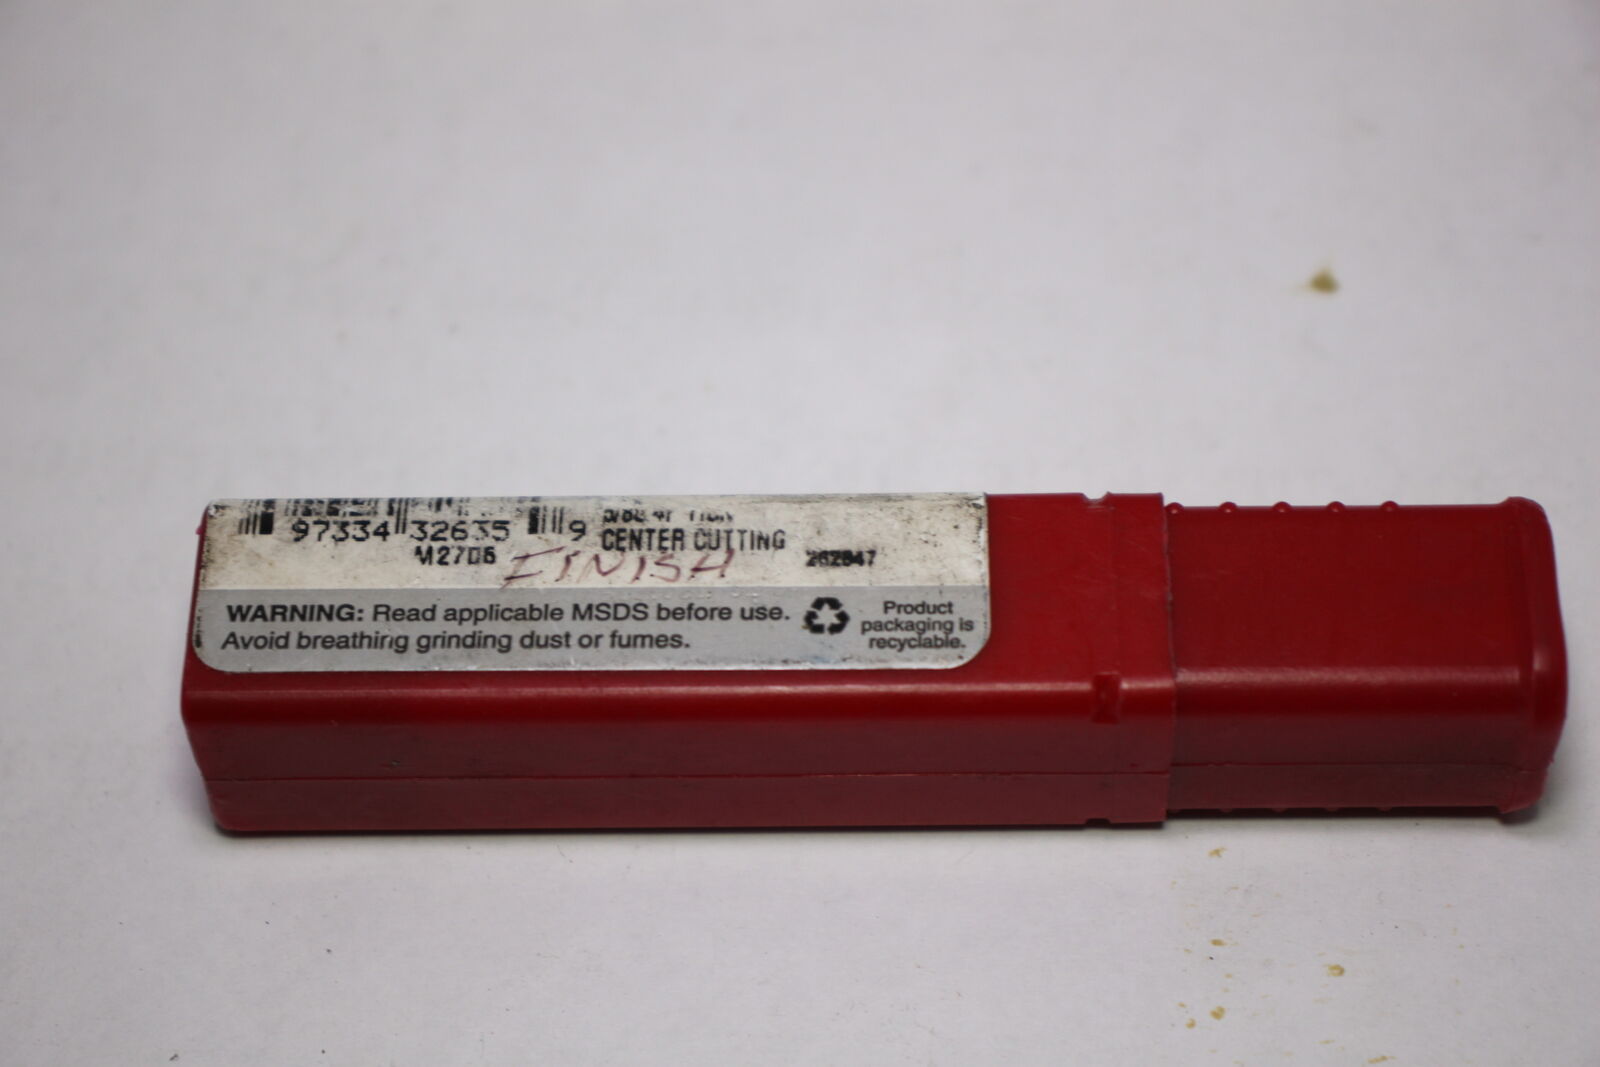 97334 32635 9
CENTER CUTTING
M2706 FINISH 262847
WARNING: Read applicable MSDS before use.
Avoid breathing grinding dust or fumes.
Product
packaging is
recyclable.